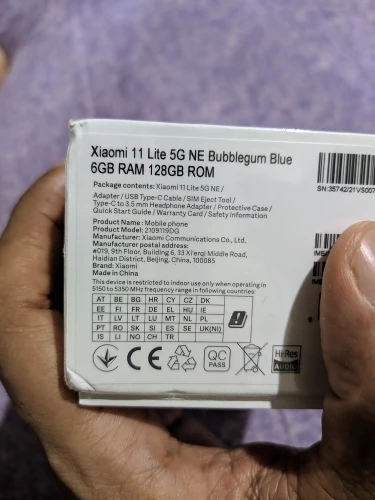 Xiaomi 11 Lite 5G NE Bubblegum Blue
6GB RAM 128GB ROM
Package contents: Xiaomi 11 Lite 5G NE /
Adapter / USB Type-C Cable / SIM Eject Tool /
Type-C to 3.5 mm Headphone Adapter / Protective Case /
Quick Start Guide / Warranty Card / Safety Information
Product Name: Mobile phone
Product Model: 2109119DG
Manufacturer: Xiaomi Communications Co., Ltd.
Manufacturer postal address:
#019, 9th Floor, Building 6, 33 Xi'erqi Middle Road,
Haidian District, Beijing, China, 100085
Brand: Xiaomi
Made in China
This device is restricted to indoor use only when operating in
5150 to 5350 MHz frequency range in following countries:
AT BE BG HR CY CZ DK
EE FI FR DE EL HU IE
IT LV LT LU MT NL PL
PT RO SK SI ES SE UK(NI)
IS LI NO CH TR
CE
QC
PASS
Hi-Res
AUDIO
SN:35742/21VS007
IME